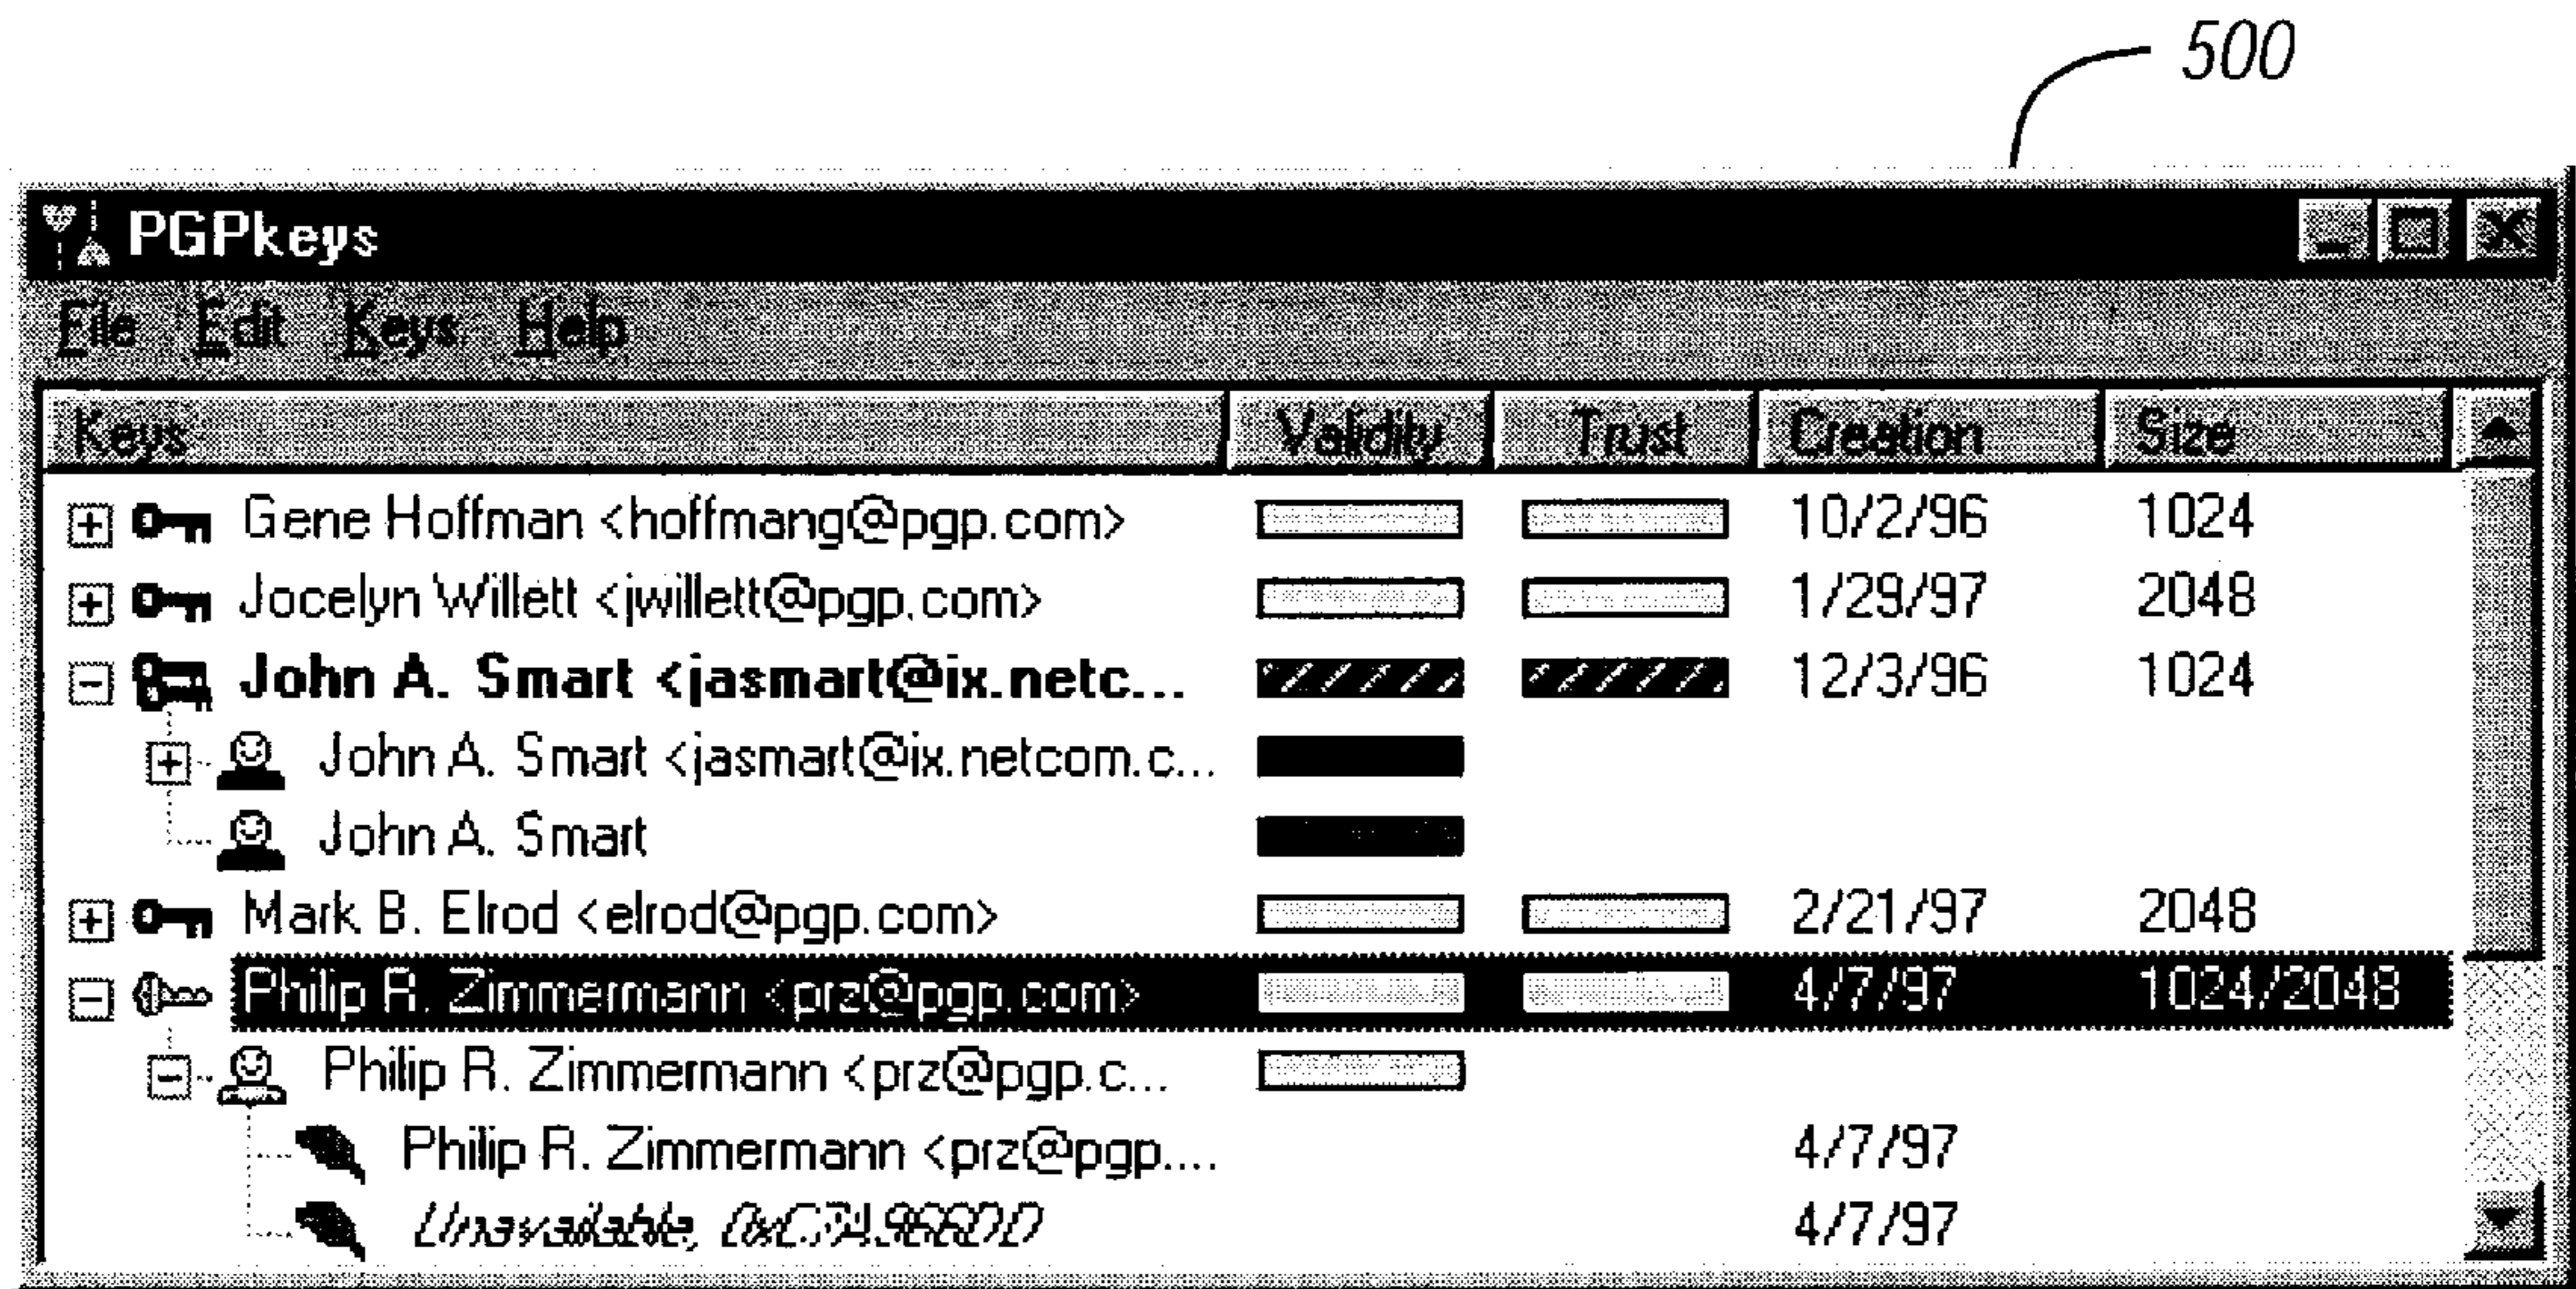 500
PGPkeys
File Edit Keys Help
Keys Validity Trust Creation Size
Gene Hoffman <hoffmang@pgp.com> 10/2/96 1024
Jocelyn Willett <jwillett@pgp.com> 1/29/97 2048
John A. Smart <jasmart@ix.netc... 12/3/96 1024
John A. Smart <jasmart@ix.netcom.c...
John A. Smart
Mark B. Elrod <elrod@pgp.com> 2/21/97 2048
Philip R. Zimmermann <prz@pgp.com> 4/7/97 1024/2048
Philip R. Zimmermann <prz@pgp.c...
Philip R. Zimmermann <prz@pgp.... 4/7/97
Unavailable, 4/7/97